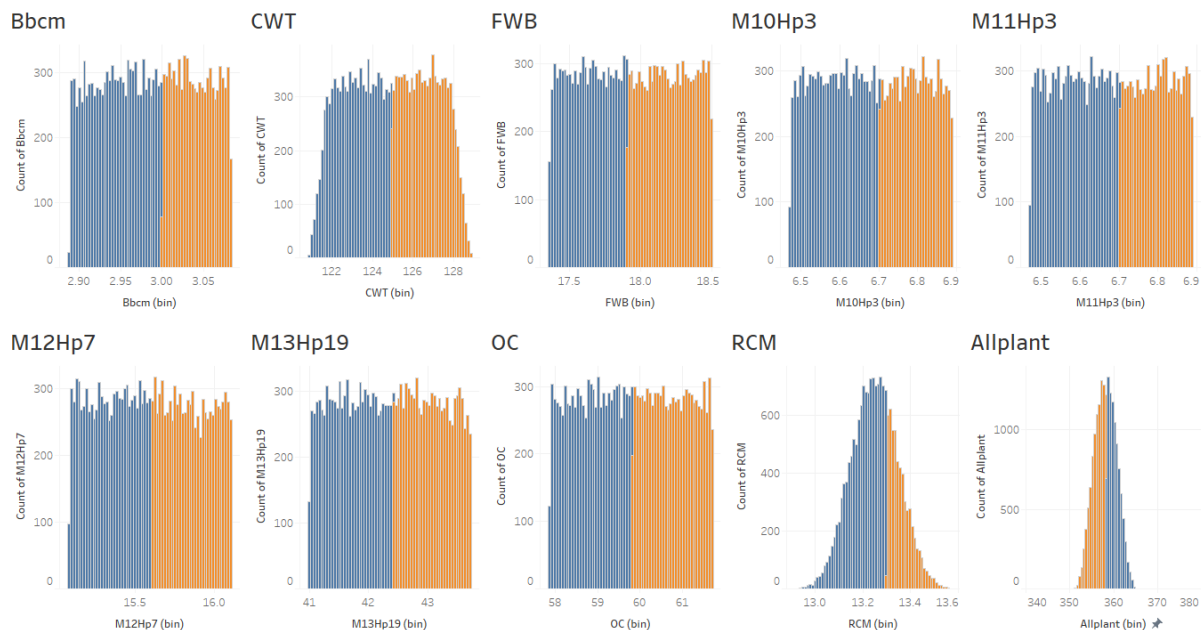 Bbcm
CWT
FWB
M10Hp3
M11Hp3
Count of Bbcm
300
200
100
0
2.90 2.95 3.00 3.05
Bbcm (bin)
Count of CWT
300
200
100
0
122 124 126 128
CWT (bin)
Count of FWB
300
200
100
0
17.5 18.0 18.5
FWB (bin)
Count of M10Hp3
300
200
100
0
6.5 6.6 6.7 6.8 6.9
M10Hp3 (bin)
Count of M11Hp3
300
200
100
0
6.5 6.6 6.7 6.8 6.9
M11Hp3 (bin)
M12Hp7
M13Hp19
OC
RCM
Allplant
Count of M12Hp7
300
200
100
0
15.5 16.0
M12Hp7 (bin)
Count of M13Hp19
300
200
100
0
41 42 43
M13Hp19 (bin)
Count of OC
300
200
100
0
58 59 60 61
OC (bin)
Count of RCM
600
400
200
0
13.0 13.2 13.4 13.6
RCM (bin)
Count of Allplant
1000
500
0
340 350 360 370 380
Allplant (bin)